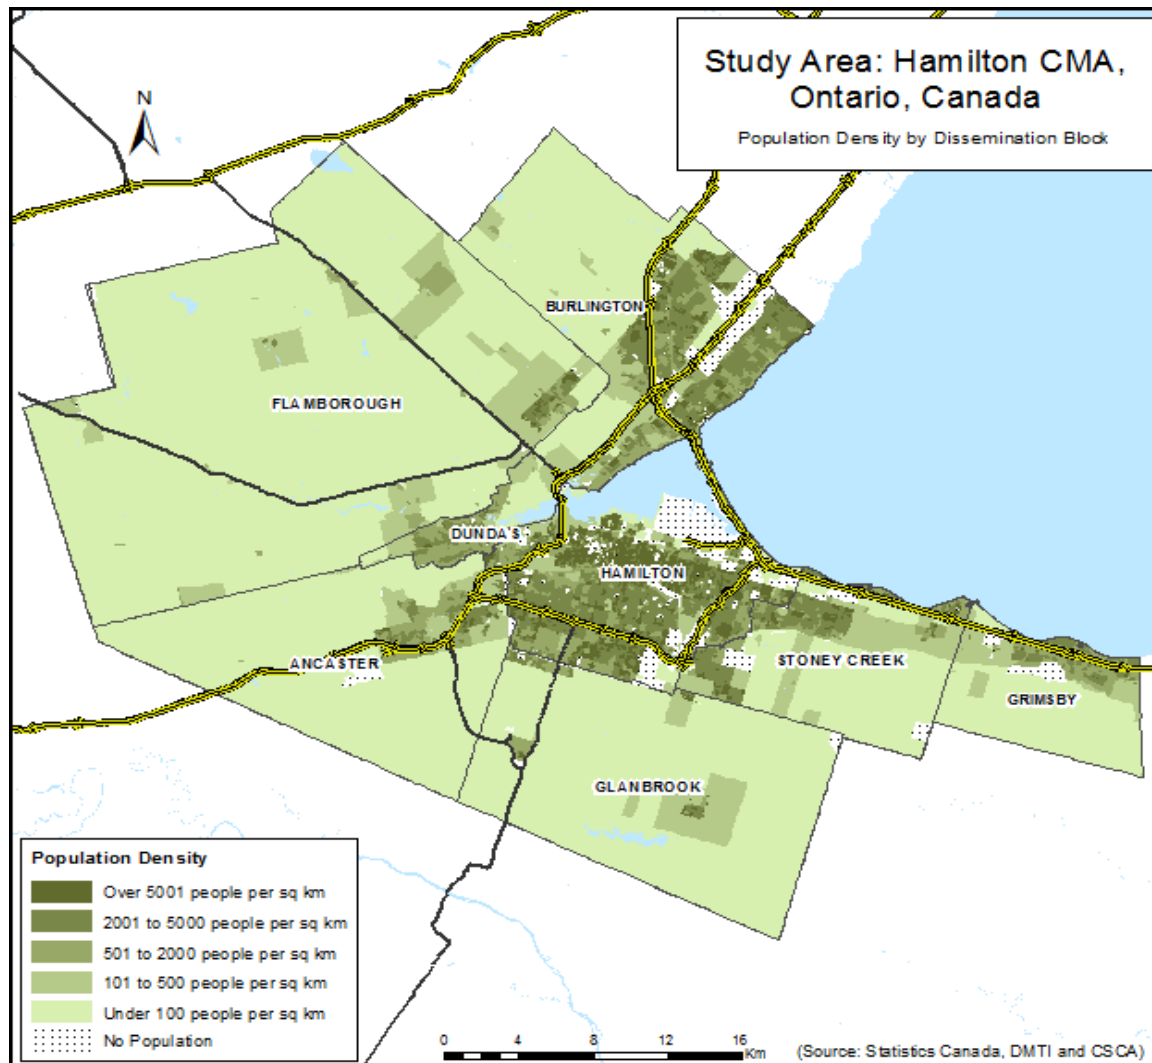 Study Area: Hamilton CMA,
Ontario, Canada
Population Density by Dissemination Block
N
BURLINGTON
FLAMBOROUGH
DUNDA'S
HAMILTON
ANCASTER
STONEY CREEK
GRIMSBY
GLANBROOK
Population Density
Over 5001 people per sq km
2001 to 5000 people per sq km
501 to 2000 people per sq km
101 to 500 people per sq km
Under 100 people per sq km
No Population
0 4 8 12 16
Km
(Source: Statistics Canada, DMTI and CSCA)